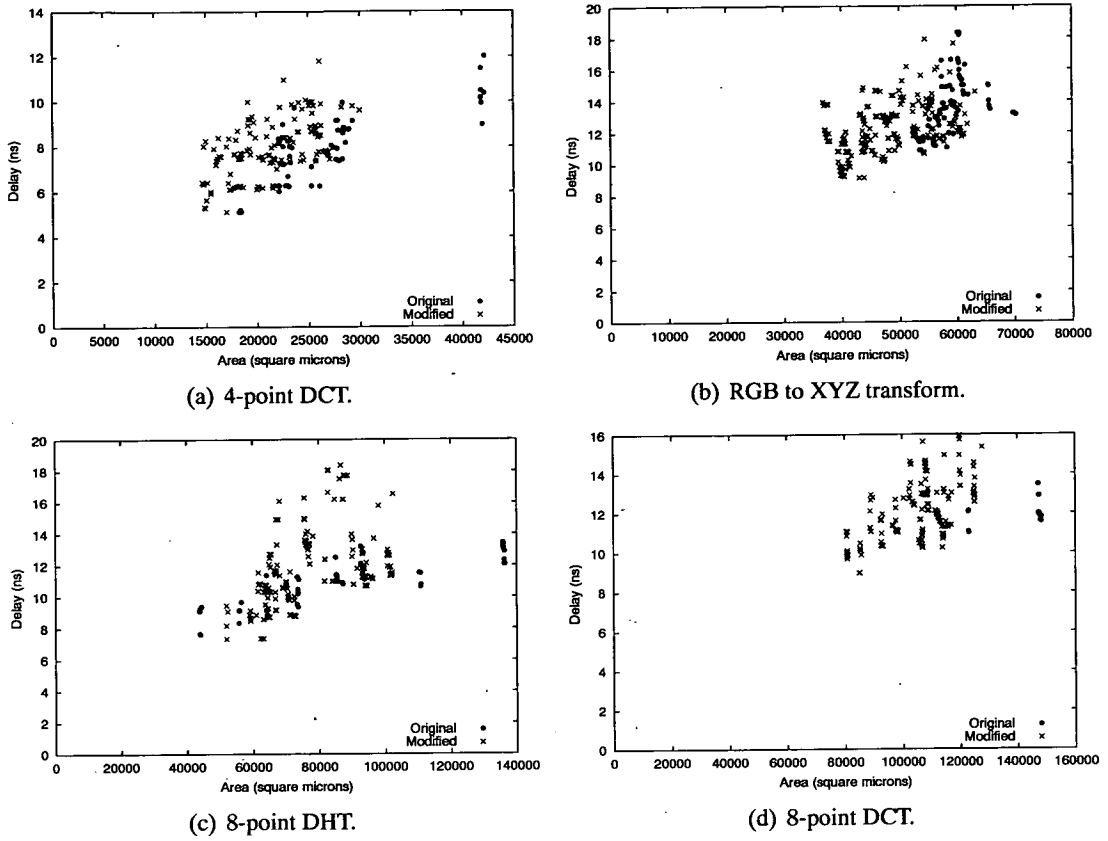 14
12
10
8
6
4
2
0
Delay (ns)
Original
Modified
0 5000 10000 15000 20000 25000 30000 35000 40000 45000
Area (square microns)
(a) 4-point DCT.
20
18
16
14
12
10
8
6
4
2
0
Delay (ns)
Original
Modified
0 10000 20000 30000 40000 50000 60000 70000 80000
Area (square microns)
(b) RGB to XYZ transform.
20
18
16
14
12
10
8
6
4
2
0
Delay (ns)
Original
Modified
0 20000 40000 60000 80000 100000 120000 140000
Area (square microns)
(c) 8-point DHT.
16
14
12
10
8
6
4
2
0
Delay (ns)
Original
Modified
0 20000 40000 60000 80000 100000 120000 140000 160000
Area (square microns)
(d) 8-point DCT.